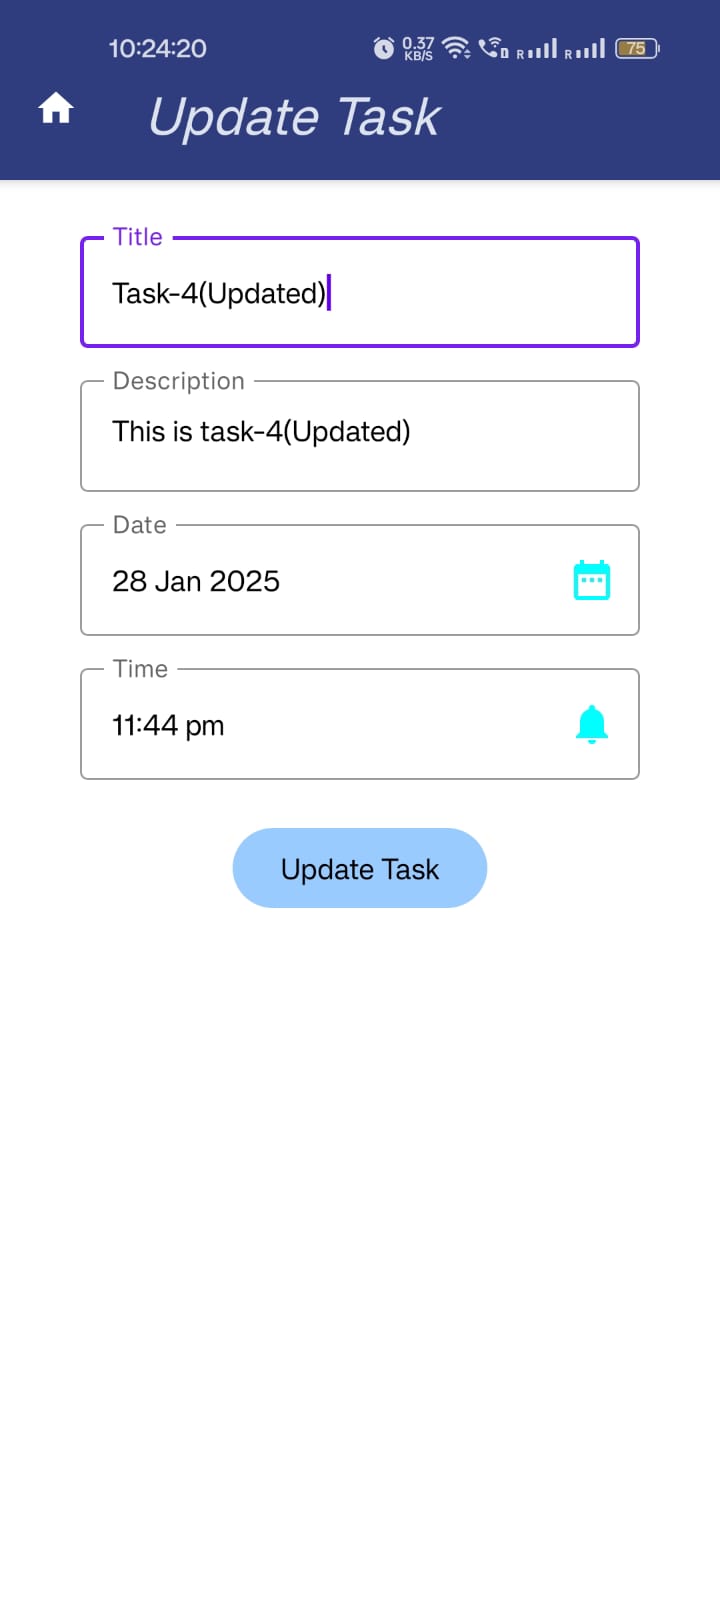 10:24:20
0.37
KB/S
R
R
75
Update Task
Title
Task-4(Updated)
Description
This is task-4(Updated)
Date
28 Jan 2025
Time
11:44 pm
Update Task